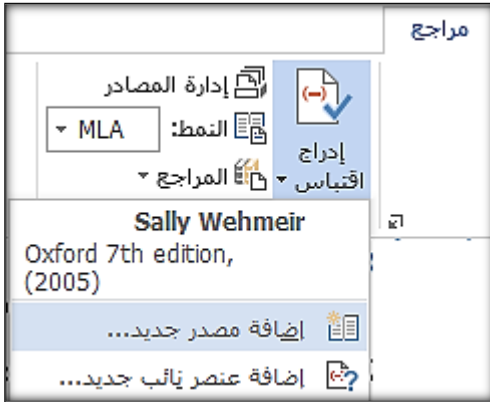 مراجع
إدارة المصادر
النمط: MLA
المراجع
إدراج
اقتباس
Sally Wehmeir
Oxford 7th edition,
(2005)
إضافة مصدر جديد...
إضافة عنصر نائب جديد...